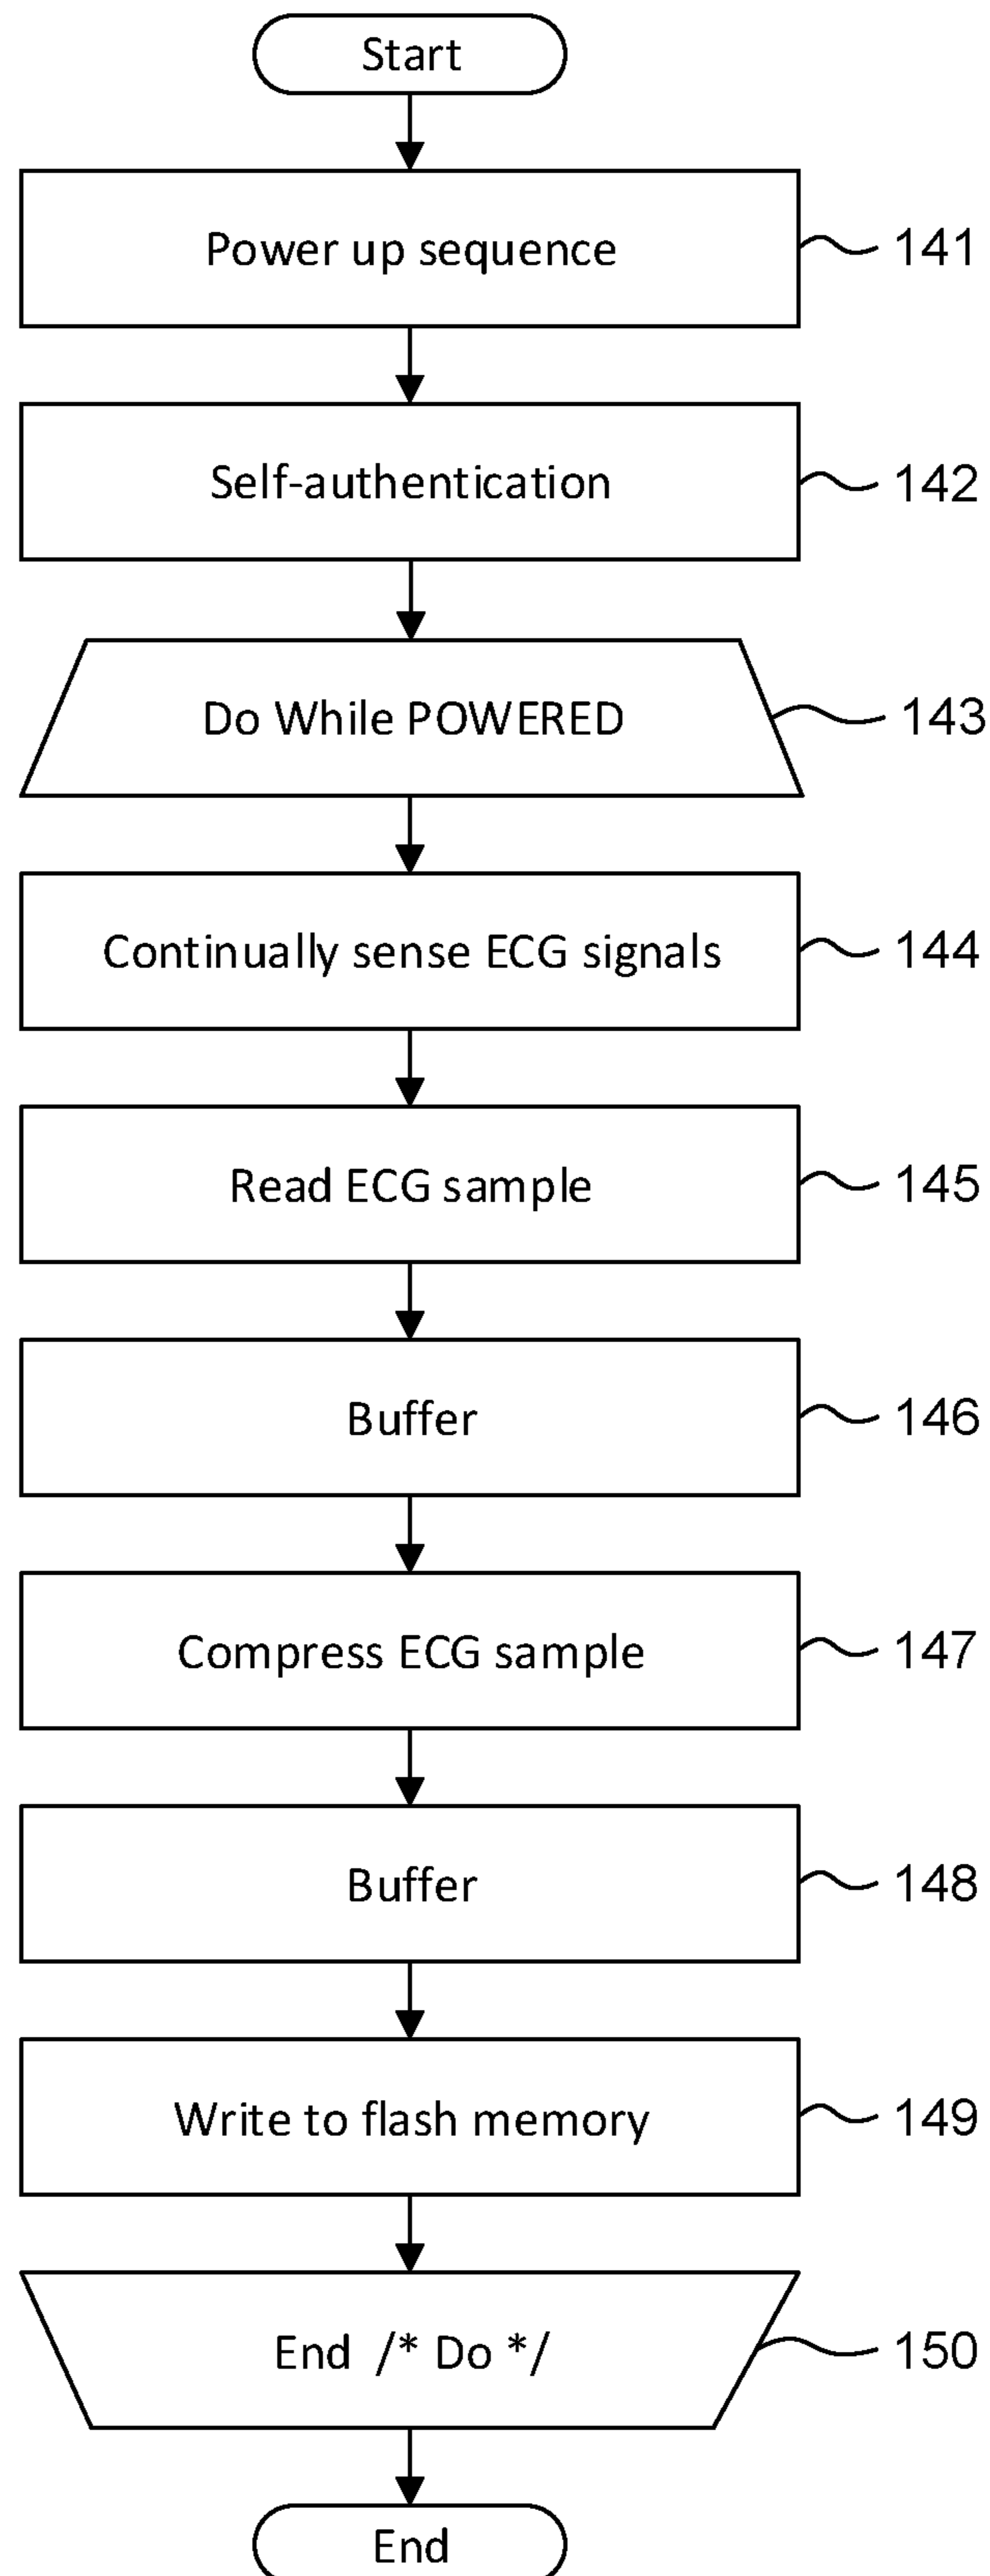 Start
Power up sequence
141
Self-authentication
142
Do While POWERED
143
Continually sense ECG signals
144
Read ECG sample
145
Buffer
146
Compress ECG sample
147
Buffer
148
Write to flash memory
149
End /* Do */
150
End